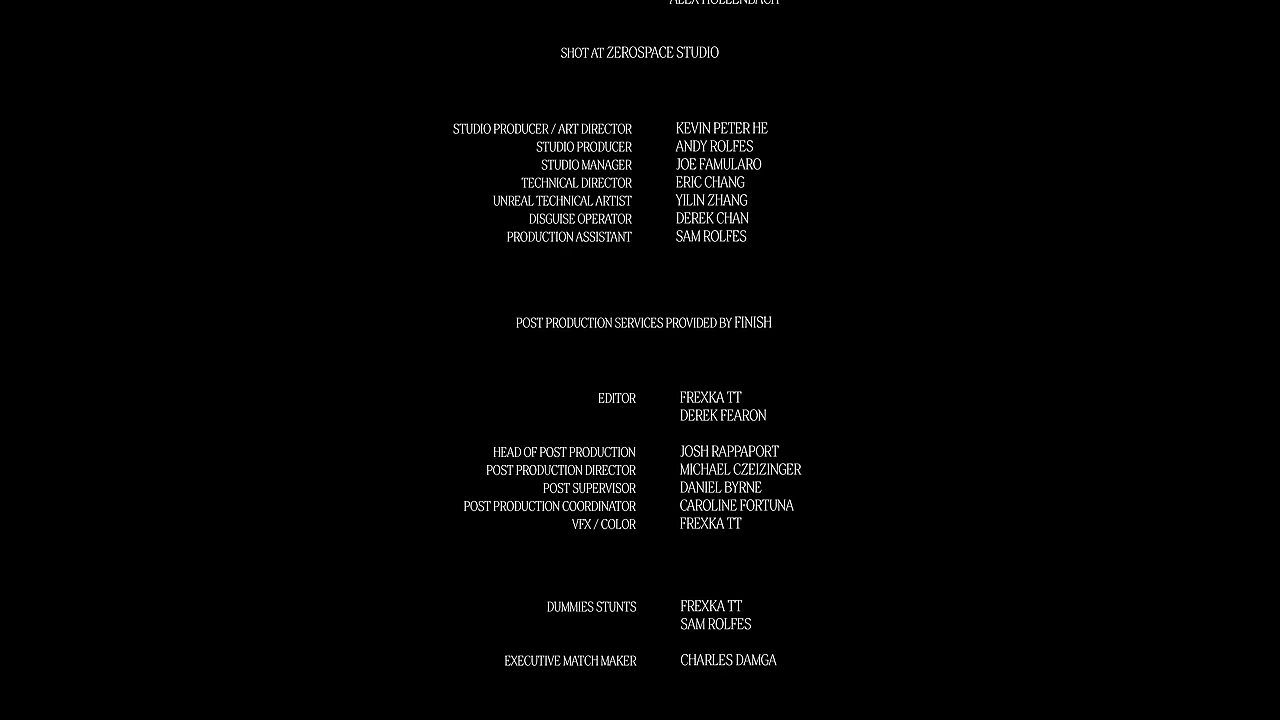 ALEX HOLLENBACH
SHOT AT ZEROSPACE STUDIO
STUDIO PRODUCER / ART DIRECTOR KEVIN PETER HE
STUDIO PRODUCER ANDY ROLFES
STUDIO MANAGER JOE FAMULARO
TECHNICAL DIRECTOR ERIC CHANG
UNREAL TECHNICAL ARTIST YILIN ZHANG
DISGUISE OPERATOR DEREK CHAN
PRODUCTION ASSISTANT SAM ROLFES
POST PRODUCTION SERVICES PROVIDED BY FINISH
EDITOR FREXKA TT
DEREK FEARON
HEAD OF POST PRODUCTION JOSH RAPPAPORT
POST PRODUCTION DIRECTOR MICHAEL CZEIZINGER
POST SUPERVISOR DANIEL BYRNE
POST PRODUCTION COORDINATOR CAROLINE FORTUNA
VFX / COLOR FREXKA TT
DUMMIES STUNTS FREXKA TT
SAM ROLFES
EXECUTIVE MATCH MAKER CHARLES DAMGA